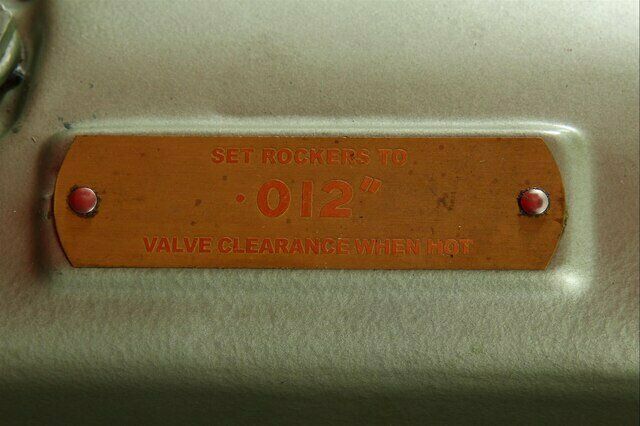 SET ROCKERS TO
·012"
VALVE CLEARANCE WHEN HOT